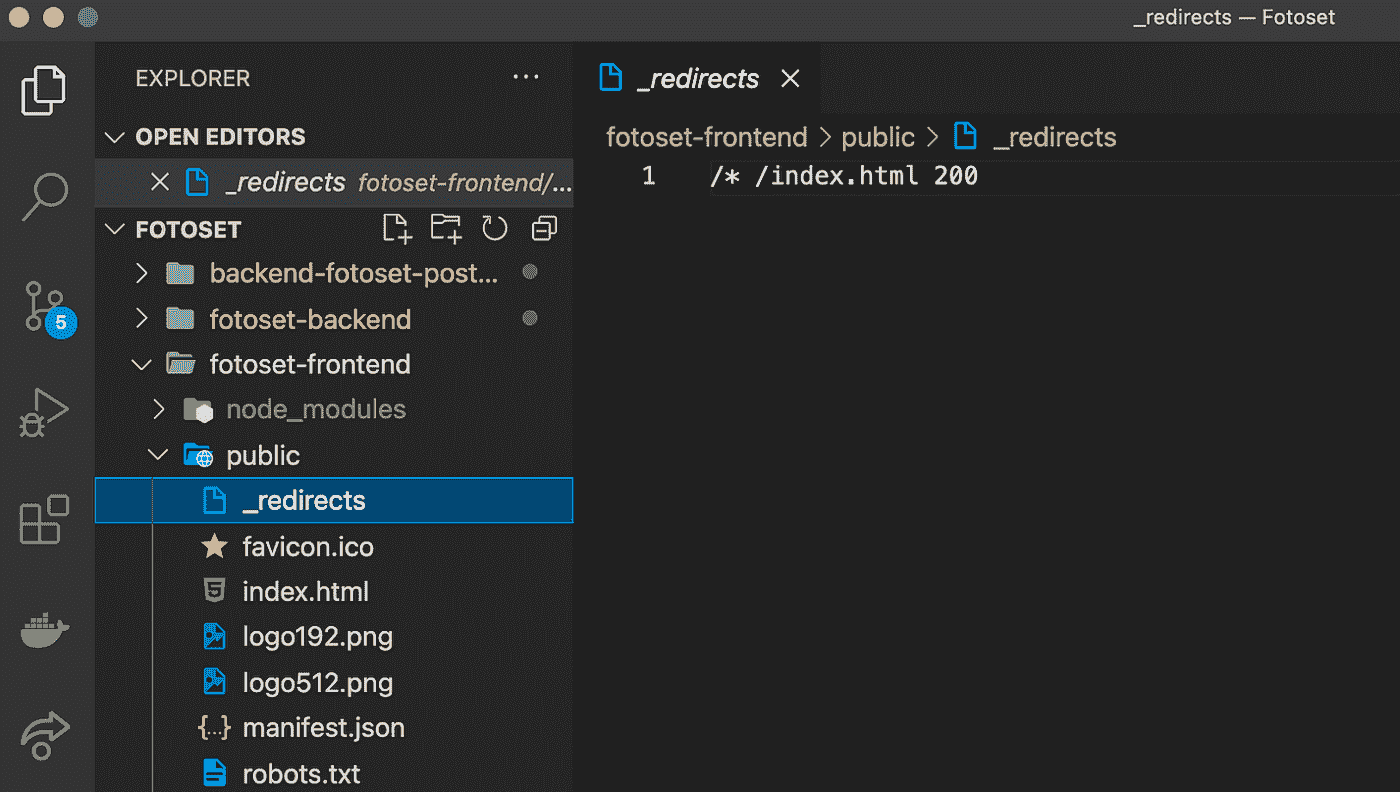 _redirects — Fotoset
EXPLORER
OPEN EDITORS
_redirects fotoset-frontend/...
FOTOSET
backend-fotoset-post...
fotoset-backend
fotoset-frontend
node_modules
public
_redirects
favicon.ico
index.html
logo192.png
logo512.png
manifest.json
robots.txt
5
_redirects
fotoset-frontend > public > _redirects
1 /* /index.html 200